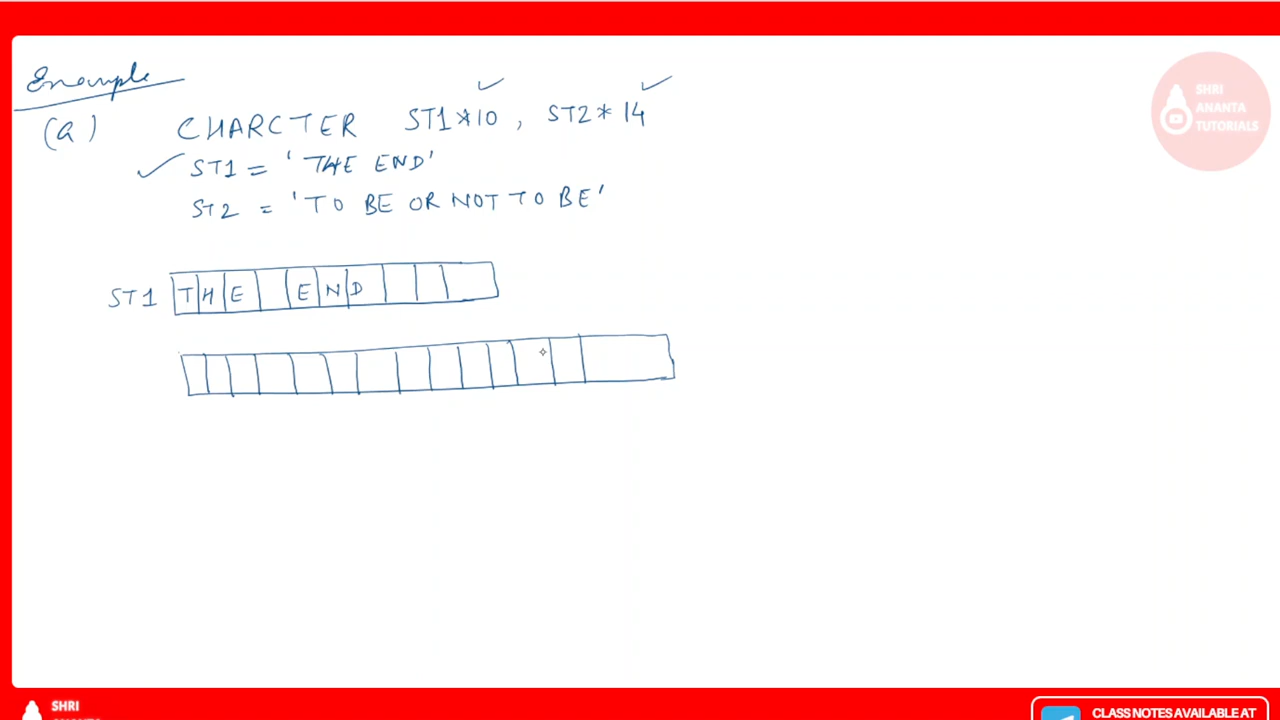 Example
(a) CHARCTER ST1*10, ST2*14
ST1 = 'THE END'
ST2 = 'TO BE OR NOT TO BE'
ST1 T H E E N D
SHRI
ANANTA
TUTORIALS
SHRI
CLASS NOTES AVAILABLE AT